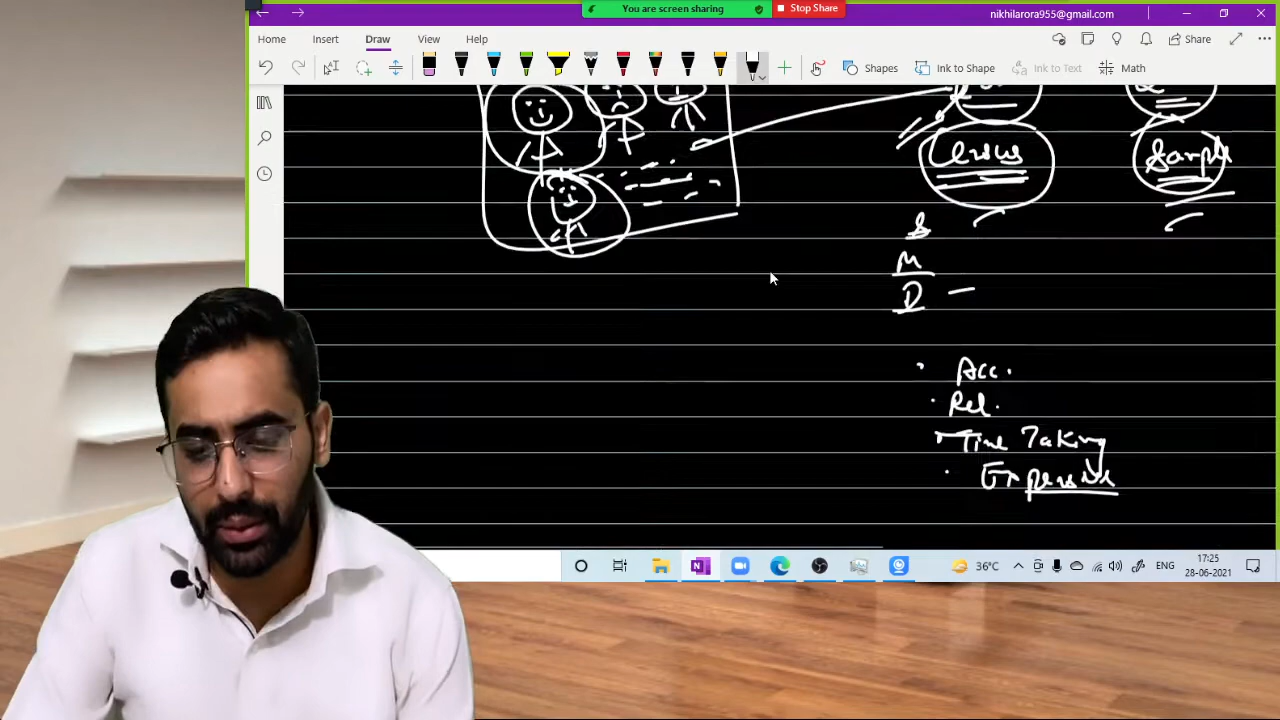 You are screen sharing Stop Share
nikhilarora955@gmail.com
Home Insert Draw View Help
Share
Shapes Ink to Shape Ink to Text Math
Census Sample
S
M
D —
• Acc.
• Rel.
• Time Taking
• Expensive
36°C ENG 17:25
28-06-2021